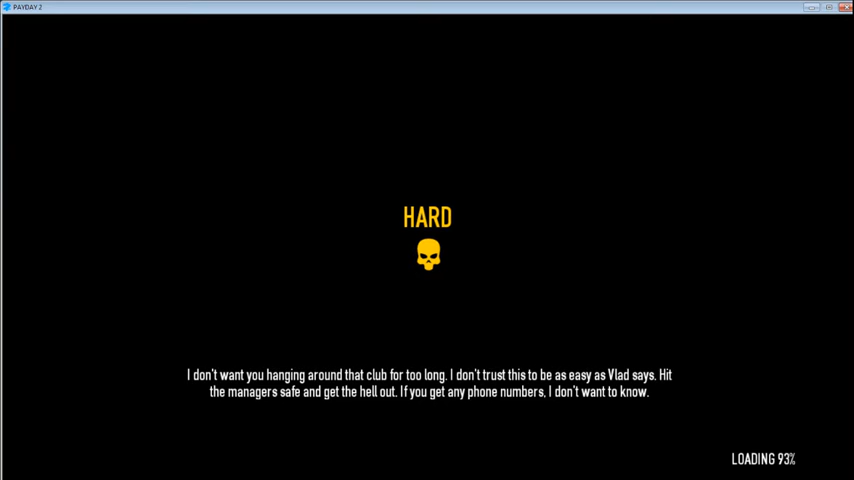 PAYDAY 2
HARD
I don't want you hanging around that club for too long. I don't trust this to be as easy as Vlad says. Hit
the managers safe and get the hell out. If you get any phone numbers, I don't want to know.
LOADING 93%